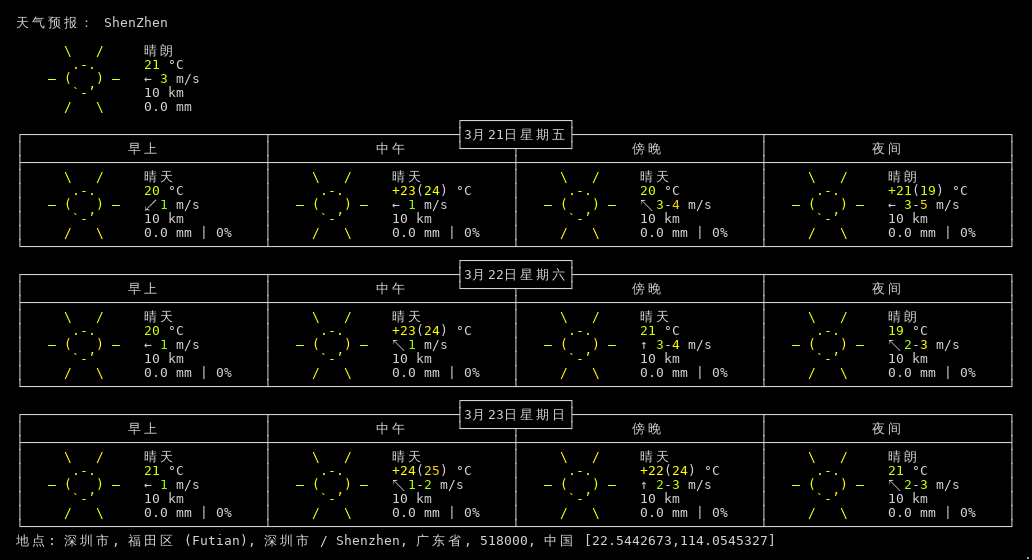 天气预报： ShenZhen
晴朗
21 °C
← 3 m/s
10 km
0.0 mm
3月21日星期五
早上 中午 傍晚 夜间
晴天 晴天 晴天 晴朗
20 °C +23(24) °C 20 °C +21(19) °C
↙ 1 m/s ← 1 m/s ↖ 3-4 m/s ← 3-5 m/s
10 km 10 km 10 km 10 km
0.0 mm | 0% 0.0 mm | 0% 0.0 mm | 0% 0.0 mm | 0%
3月22日星期六
早上 中午 傍晚 夜间
晴天 晴天 晴天 晴朗
20 °C +23(24) °C 21 °C 19 °C
← 1 m/s ↖ 1 m/s ↑ 3-4 m/s ↖ 2-3 m/s
10 km 10 km 10 km 10 km
0.0 mm | 0% 0.0 mm | 0% 0.0 mm | 0% 0.0 mm | 0%
3月23日星期日
早上 中午 傍晚 夜间
晴天 晴天 晴天 晴朗
21 °C +24(25) °C +22(24) °C 21 °C
← 1 m/s ↖ 1-2 m/s ↑ 2-3 m/s ↖ 2-3 m/s
10 km 10 km 10 km 10 km
0.0 mm | 0% 0.0 mm | 0% 0.0 mm | 0% 0.0 mm | 0%
地点: 深圳市, 福田区 (Futian), 深圳市 / Shenzhen, 广东省, 518000, 中国 [22.5442673,114.0545327]